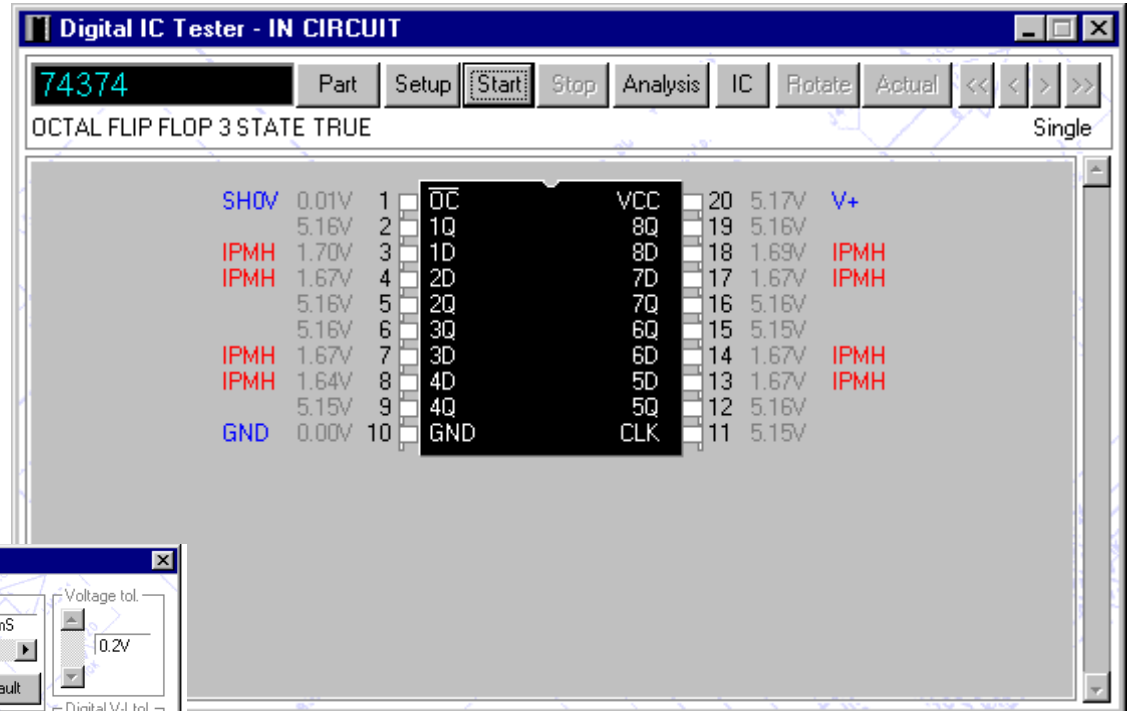 Digital IC Tester - IN CIRCUIT
74374 Part Setup Start Stop Analysis IC Rotate Actual << < > >>
OCTAL FLIP FLOP 3 STATE TRUE Single
SH0V 0.01V 1 OC VCC 20 5.17V V+
5.16V 2 1Q 8Q 19 5.16V
IPMH 1.70V 3 1D 8D 18 1.69V IPMH
IPMH 1.67V 4 2D 7D 17 1.67V IPMH
5.16V 5 2Q 7Q 16 5.16V
5.16V 6 3Q 6Q 15 5.15V
IPMH 1.67V 7 3D 6D 14 1.67V IPMH
IPMH 1.64V 8 4D 5D 13 1.67V IPMH
5.15V 9 4Q 5Q 12 5.16V
GND 0.00V 10 GND CLK 11 5.15V
Voltage tol.
0.2V
Digital V-I tol